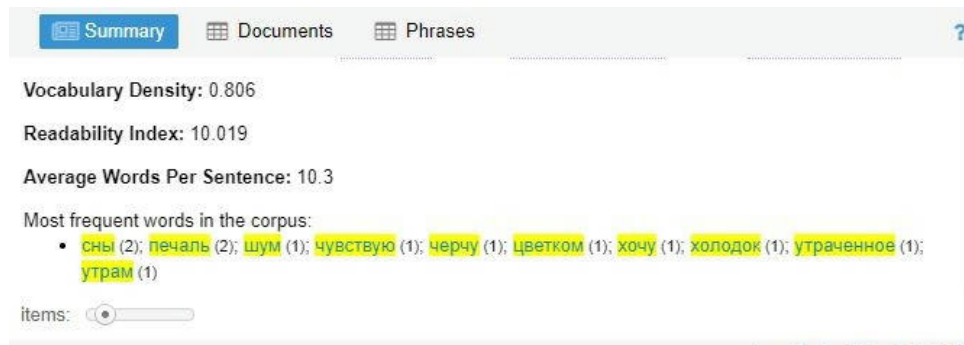 Summary Documents Phrases ?
Vocabulary Density: 0.806
Readability Index: 10.019
Average Words Per Sentence: 10.3
Most frequent words in the corpus:
• сны (2); печаль (2); шум (1); чувствую (1); черчу (1); цветком (1); хочу (1); холодок (1); утраченное (1);
утрам (1)
items: